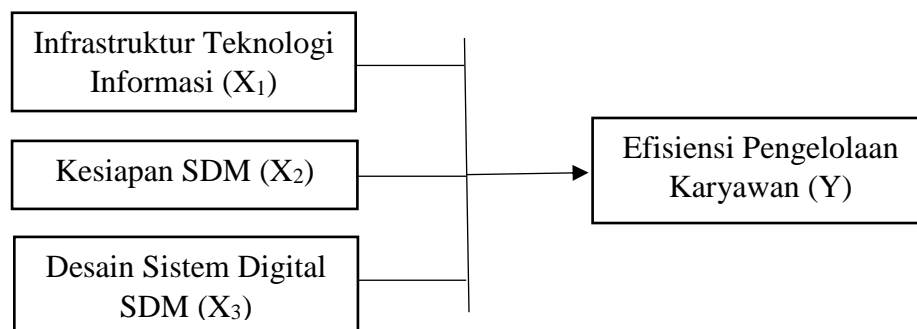 Infrastruktur Teknologi
Informasi (X₁)
Kesiapan SDM (X₂)
Efisiensi Pengelolaan
Karyawan (Y)
Desain Sistem Digital
SDM (X₃)